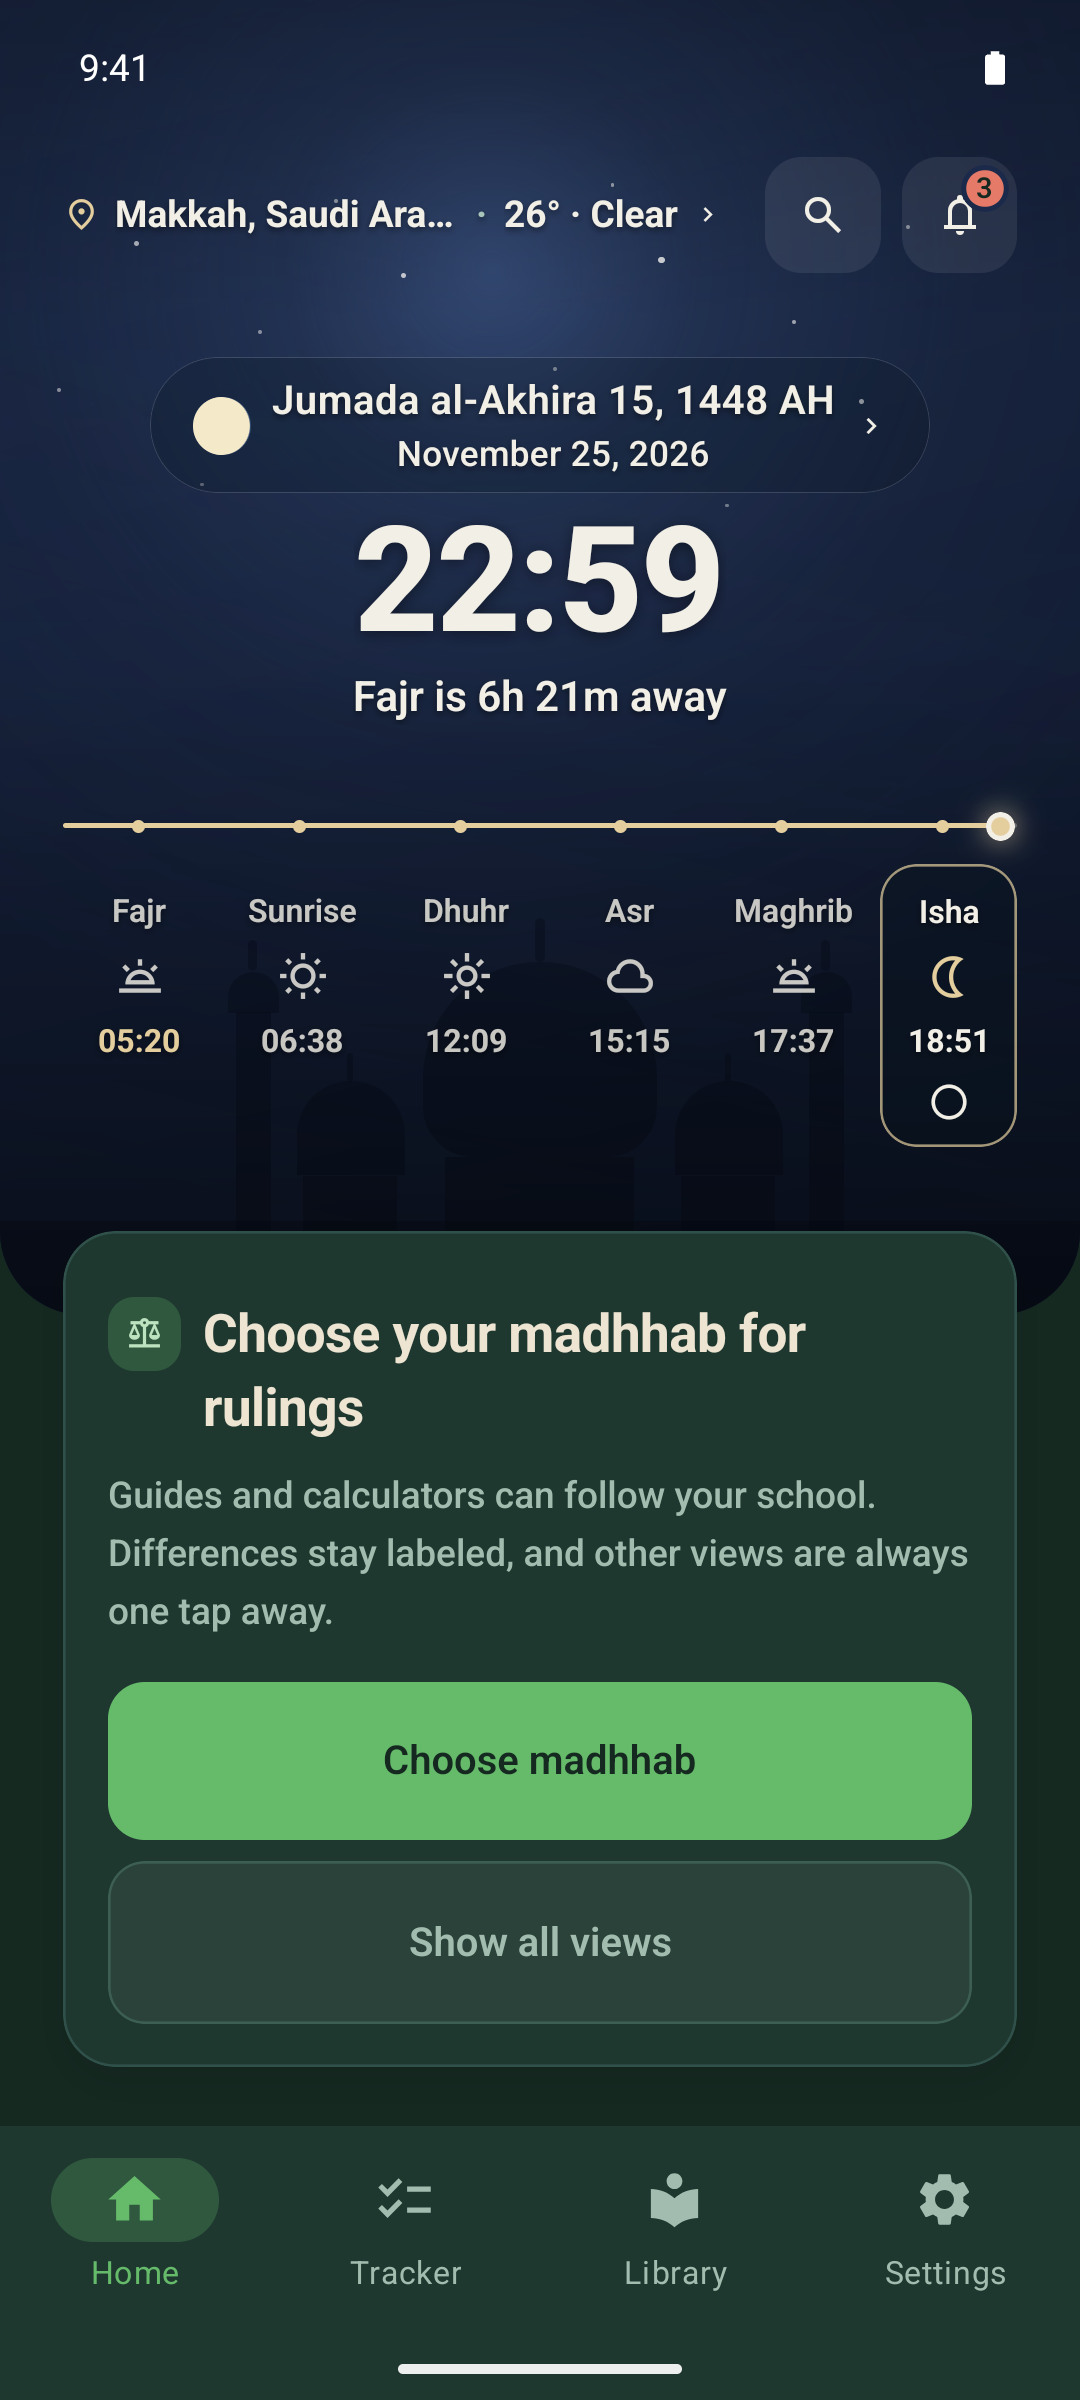 9:41
Makkah, Saudi Ara… · 26° · Clear
3
Jumada al-Akhira 15, 1448 AH
November 25, 2026
22:59
Fajr is 6h 21m away
Fajr Sunrise Dhuhr Asr Maghrib Isha
05:20 06:38 12:09 15:15 17:37 18:51
Choose your madhhab for
rulings
Guides and calculators can follow your school.
Differences stay labeled, and other views are always
one tap away.
Choose madhhab
Show all views
Home Tracker Library Settings